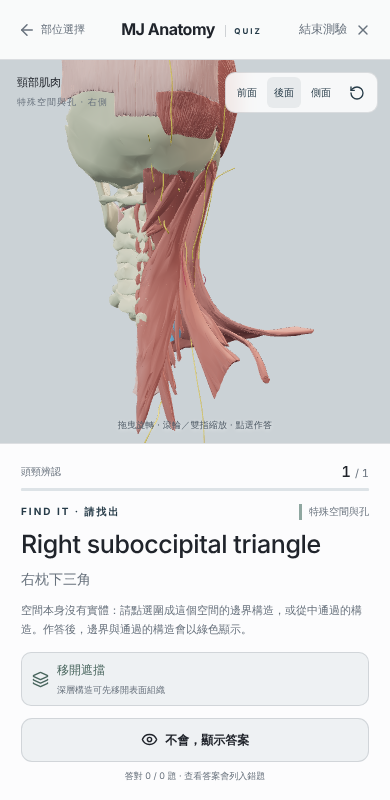 部位選擇
MJ Anatomy
QUIZ
結束測驗
頸部肌肉
特殊空間與孔 · 右側
前面
後面
側面
拖曳旋轉 · 滾輪／雙指縮放 · 點選作答
頭頸辨認
1 / 1
FIND IT · 請找出
特殊空間與孔
Right suboccipital triangle
右枕下三角
空間本身沒有實體：請點選圍成這個空間的邊界構造，或從中通過的構
造。作答後，邊界與通過的構造會以綠色顯示。
移開遮擋
深層構造可先移開表面組織
不會，顯示答案
答對 0 / 0 題 · 查看答案會列入錯題